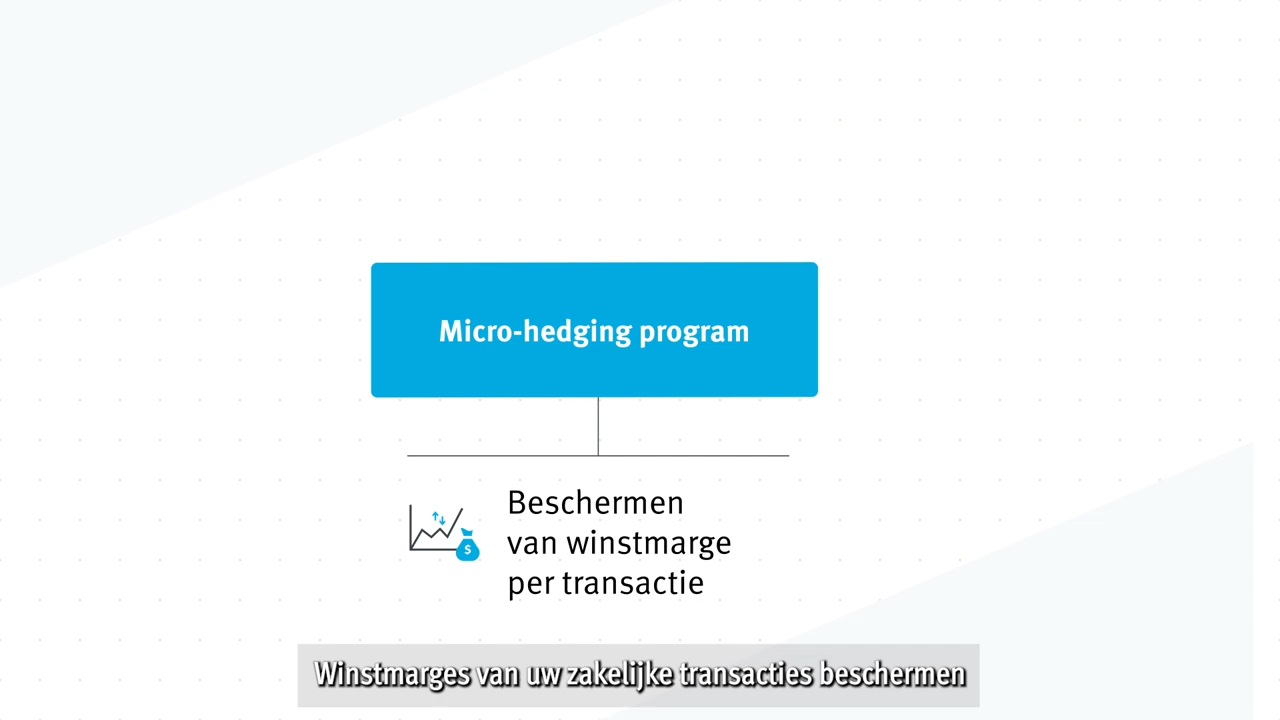 Micro-hedging program
$
Beschermen
van winstmarge
per transactie
Winstmarges van uw zakelijke transacties beschermen